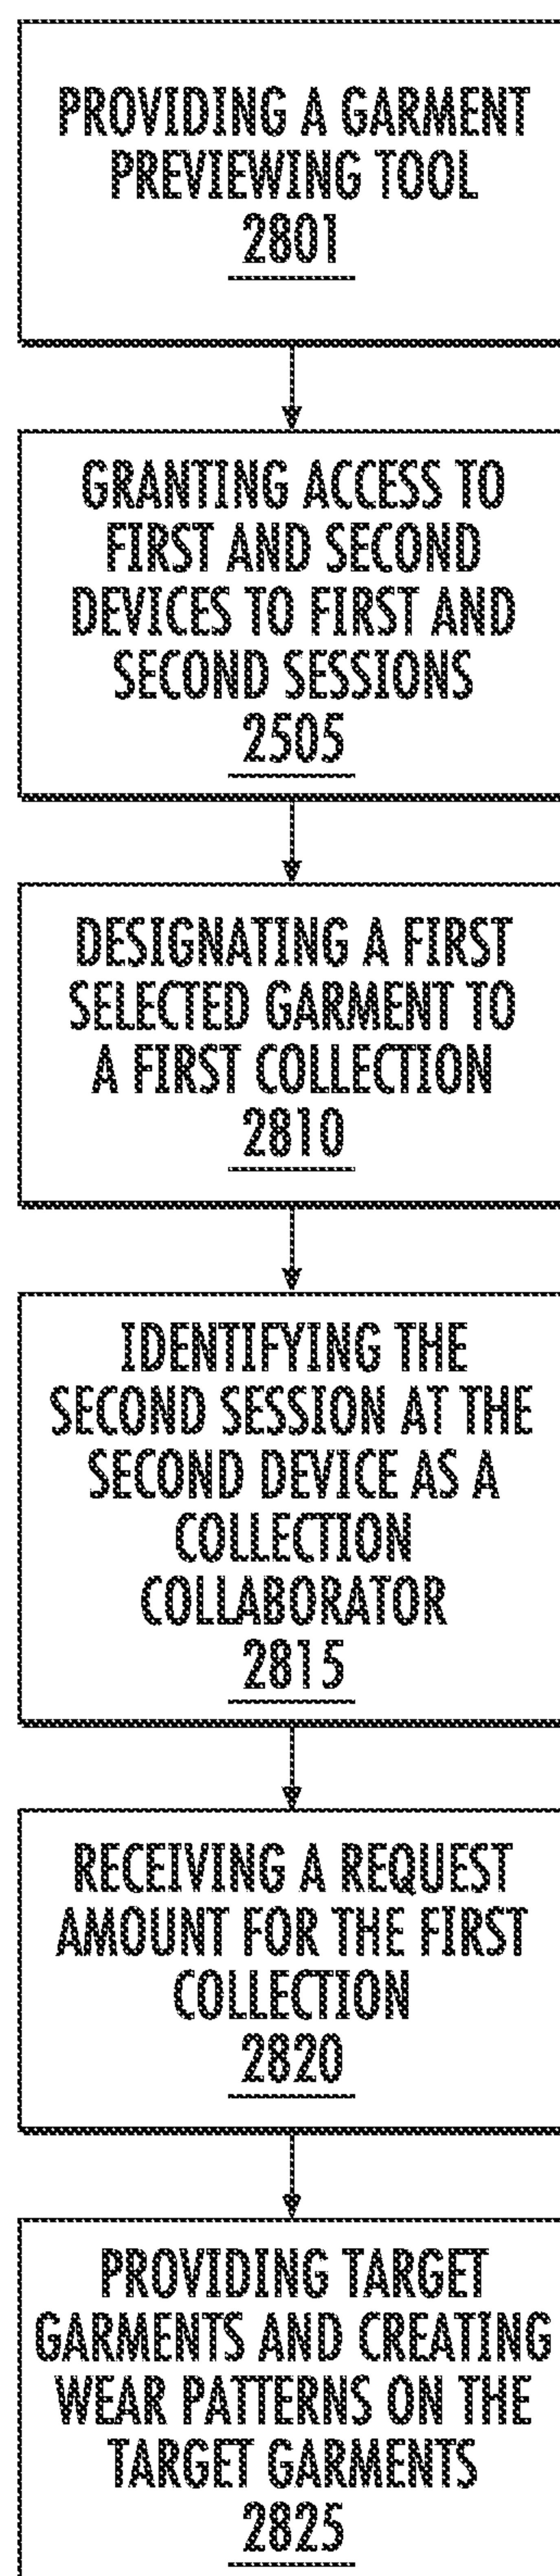 PROVIDING A GARMENT
PREVIEWING TOOL
2801
GRANTING ACCESS TO
FIRST AND SECOND
DEVICES TO FIRST AND
SECOND SESSIONS
2505
DESIGNATING A FIRST
SELECTED GARMENT TO
A FIRST COLLECTION
2810
IDENTIFYING THE
SECOND SESSION AT THE
SECOND DEVICE AS A
COLLECTION
COLLABORATOR
2815
RECEIVING A REQUEST
AMOUNT FOR THE FIRST
COLLECTION
2820
PROVIDING TARGET
GARMENTS AND CREATING
WEAR PATTERNS ON THE
TARGET GARMENTS
2825